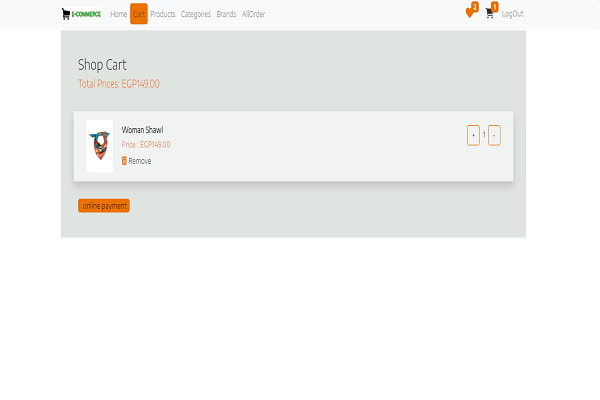 E-COMMERCE Home Cart Products Categories Brands AllOrder 2 1 LogOut
Shop Cart
Total Prices: EGP149.00
Woman Shawl
Price : EGP149.00
Remove
+ 1 -
online payment